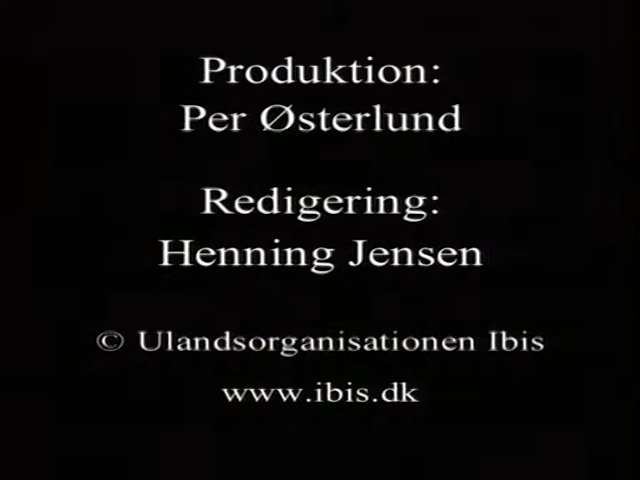 Produktion:
Per Østerlund
Redigering:
Henning Jensen
© Ulandsorganisationen Ibis
www.ibis.dk